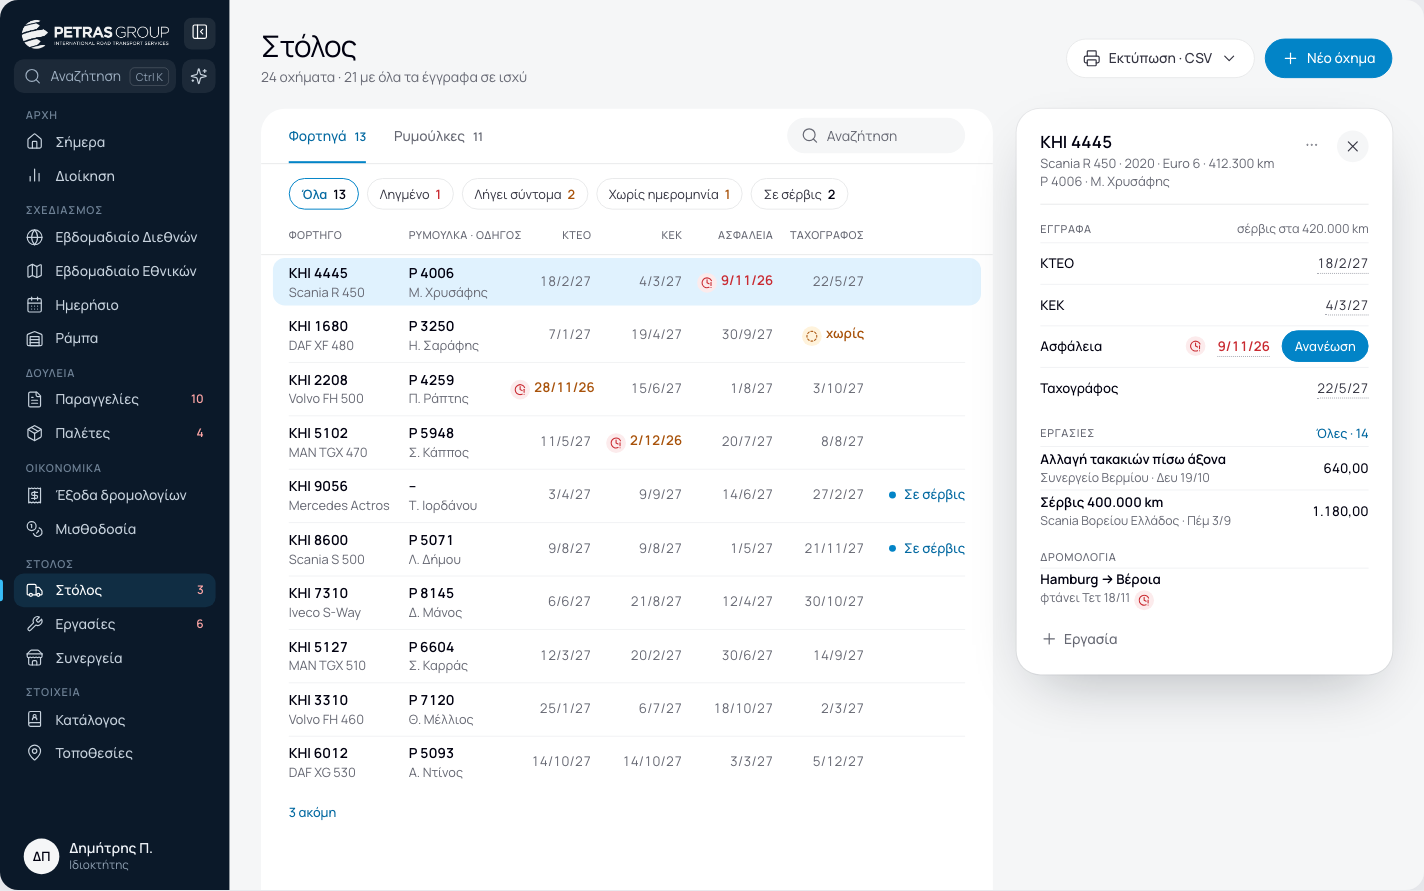 PETRAS GROUP
INTERNATIONAL ROAD TRANSPORT SERVICES
Αναζήτηση Ctrl K
ΑΡΧΗ
Σήμερα
Διοίκηση
ΣΧΕΔΙΑΣΜΟΣ
Εβδομαδιαίο Διεθνών
Εβδομαδιαίο Εθνικών
Ημερήσιο
Ράμπα
ΔΟΥΛΕΙΑ
Παραγγελίες 10
Παλέτες 4
ΟΙΚΟΝΟΜΙΚΑ
Έξοδα δρομολογίων
Μισθοδοσία
ΣΤΟΛΟΣ
Στόλος 3
Εργασίες 6
Συνεργεία
ΣΤΟΙΧΕΙΑ
Κατάλογος
Τοποθεσίες
ΔΠ
Δημήτρης Π.
Ιδιοκτήτης
Στόλος
24 οχήματα · 21 με όλα τα έγγραφα σε ισχύ
Εκτύπωση · CSV
Νέο όχημα
Φορτηγά 13 Ρυμούλκες 11
Αναζήτηση
Όλα 13 Ληγμένο 1 Λήγει σύντομα 2 Χωρίς ημερομηνία 1 Σε σέρβις 2
ΦΟΡΤΗΓΟ ΡΥΜΟΥΛΚΑ · ΟΔΗΓΟΣ ΚΤΕΟ ΚΕΚ ΑΣΦΑΛΕΙΑ ΤΑΧΟΓΡΑΦΟΣ
ΚΗΙ 4445 Ρ 4006 18/2/27 4/3/27 9/11/26 22/5/27
Scania R 450 Μ. Χρυσάφης
ΚΗΙ 1680 Ρ 3250 7/1/27 19/4/27 30/9/27 χωρίς
DAF XF 480 Η. Σαράφης
ΚΗΙ 2208 Ρ 4259 28/11/26 15/6/27 1/8/27 3/10/27
Volvo FH 500 Π. Ράπτης
ΚΗΙ 5102 Ρ 5948 11/5/27 2/12/26 20/7/27 8/8/27
MAN TGX 470 Σ. Κάππος
ΚΗΙ 9056 – 3/4/27 9/9/27 14/6/27 27/2/27 Σε σέρβις
Mercedes Actros Τ. Ιορδάνου
ΚΗΙ 8600 Ρ 5071 9/8/27 9/8/27 1/5/27 21/11/27 Σε σέρβις
Scania S 500 Λ. Δήμου
ΚΗΙ 7310 Ρ 8145 6/6/27 21/8/27 12/4/27 30/10/27
Iveco S-Way Δ. Μάνος
ΚΗΙ 5127 Ρ 6604 12/3/27 20/2/27 30/6/27 14/9/27
MAN TGX 510 Σ. Καρράς
ΚΗΙ 3310 Ρ 7120 25/1/27 6/7/27 18/10/27 2/3/27
Volvo FH 460 Θ. Μέλλιος
ΚΗΙ 6012 Ρ 5093 14/10/27 14/10/27 3/3/27 5/12/27
DAF XG 530 Α. Ντίνος
3 ακόμη
ΚΗΙ 4445
Scania R 450 · 2020 · Euro 6 · 412.300 km
Ρ 4006 · Μ. Χρυσάφης
ΕΓΓΡΑΦΑ σέρβις στα 420.000 km
ΚΤΕΟ 18/2/27
ΚΕΚ 4/3/27
Ασφάλεια 9/11/26 Ανανέωση
Ταχογράφος 22/5/27
ΕΡΓΑΣΙΕΣ Όλες · 14
Αλλαγή τακακιών πίσω άξονα 640,00
Συνεργείο Βερμίου · Δευ 19/10
Σέρβις 400.000 km 1.180,00
Scania Βορείου Ελλάδος · Πέμ 3/9
ΔΡΟΜΟΛΟΓΙΑ
Hamburg → Βέροια
φτάνει Τετ 18/11
Εργασία